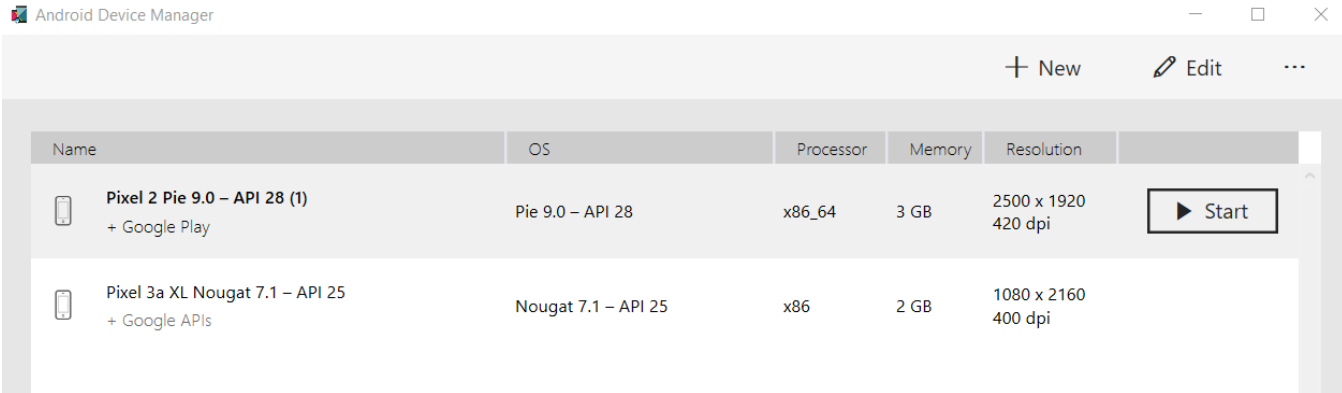 Android Device Manager
New Edit ...
Name OS Processor Memory Resolution
Pixel 2 Pie 9.0 – API 28 (1)
+ Google Play
Pie 9.0 – API 28
x86_64
3 GB
2500 x 1920
420 dpi
Start
Pixel 3a XL Nougat 7.1 – API 25
+ Google APIs
Nougat 7.1 – API 25
x86
2 GB
1080 x 2160
400 dpi